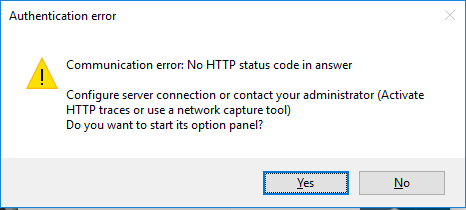 Authentication error
Communication error: No HTTP status code in answer
Configure server connection or contact your administrator (Activate
HTTP traces or use a network capture tool)
Do you want to start its option panel?
Yes
No